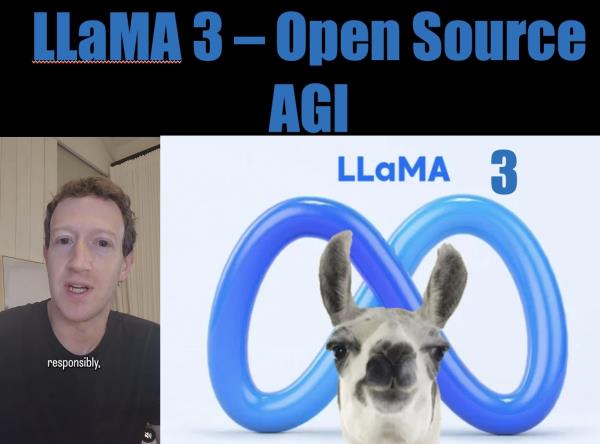 LLaMA 3 – Open Source
AGI
LLaMA 3
responsibly,